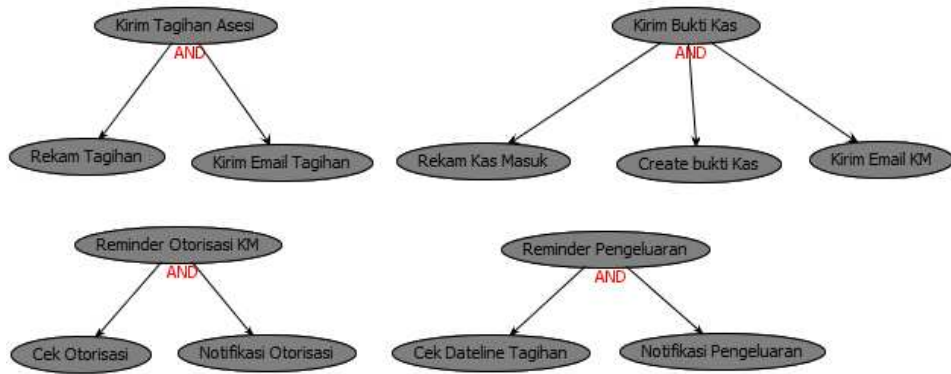 Kirim Tagihan Asesi
AND
Rekam Tagihan
Kirim Email Tagihan
Kirim Bukti Kas
AND
Rekam Kas Masuk
Create bukti Kas
Kirim Email KM
Reminder Otorisasi KM
AND
Cek Otorisasi
Notifikasi Otorisasi
Reminder Pengeluaran
AND
Cek Dateline Tagihan
Notifikasi Pengeluaran